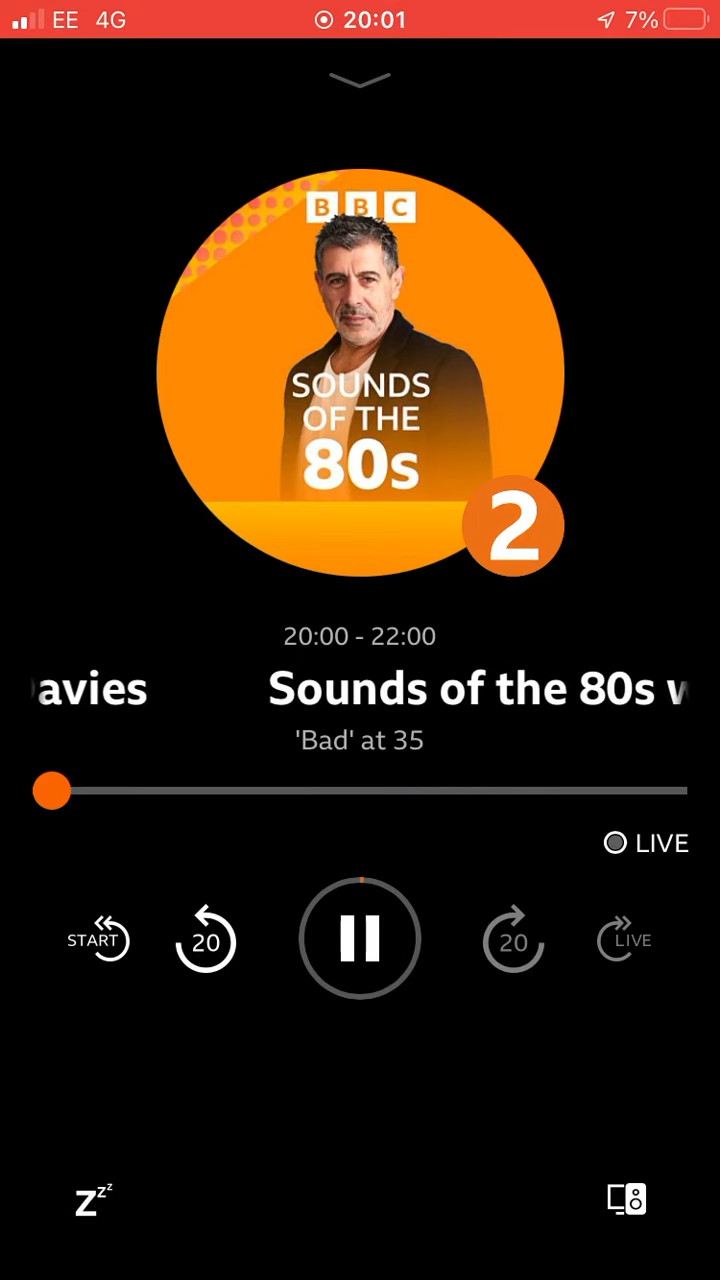 EE 4G 20:01 7%
BBC
SOUNDS
OF THE
80s
2
20:00 - 22:00
avies Sounds of the 80s w
'Bad' at 35
LIVE
START 20 20 LIVE
Zzz